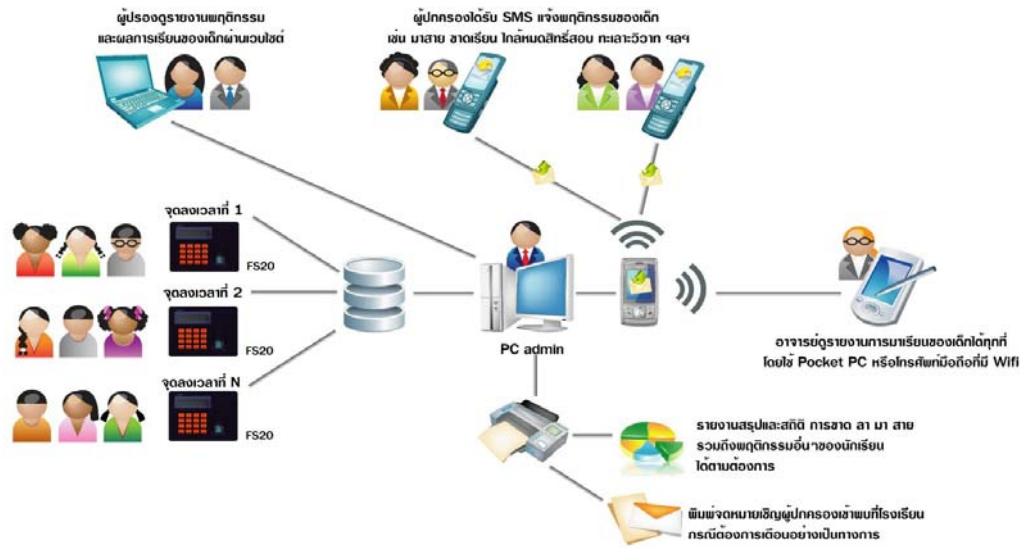 ผู้ปรองดูรายงานพฤติกรรม
และผลการเรียนของเด็กผ่านเวบไซต์
ผู้ปกครองได้รับ SMS แจ้งพฤติกรรมของเด็ก
เช่น มาสาย ขาดเรียน ใกล้หมดสิทธิ์สอบ ทะเลาะวิวาท ฯลฯ
จุดลงเวลาที่ 1
FS20
จุดลงเวลาที่ 2
FS20
จุดลงเวลาที่ N
FS20
PC admin
อาจารย์ดูรายงานการมาเรียนของเด็กได้ทุกที่
โดยใช้ Pocket PC หรือโทรศัพท์มือถือที่มี Wifi
รายงานสรุปและสถิติ การขาด ลา มา สาย
รวมถึงพฤติกรรมอื่นๆของนักเรียน
ได้ตามต้องการ
พิมพ์จดหมายเชิญผู้ปกครองเข้าพบที่โรงเรียน
กรณีต้องการเตือนอย่างเป็นทางการ